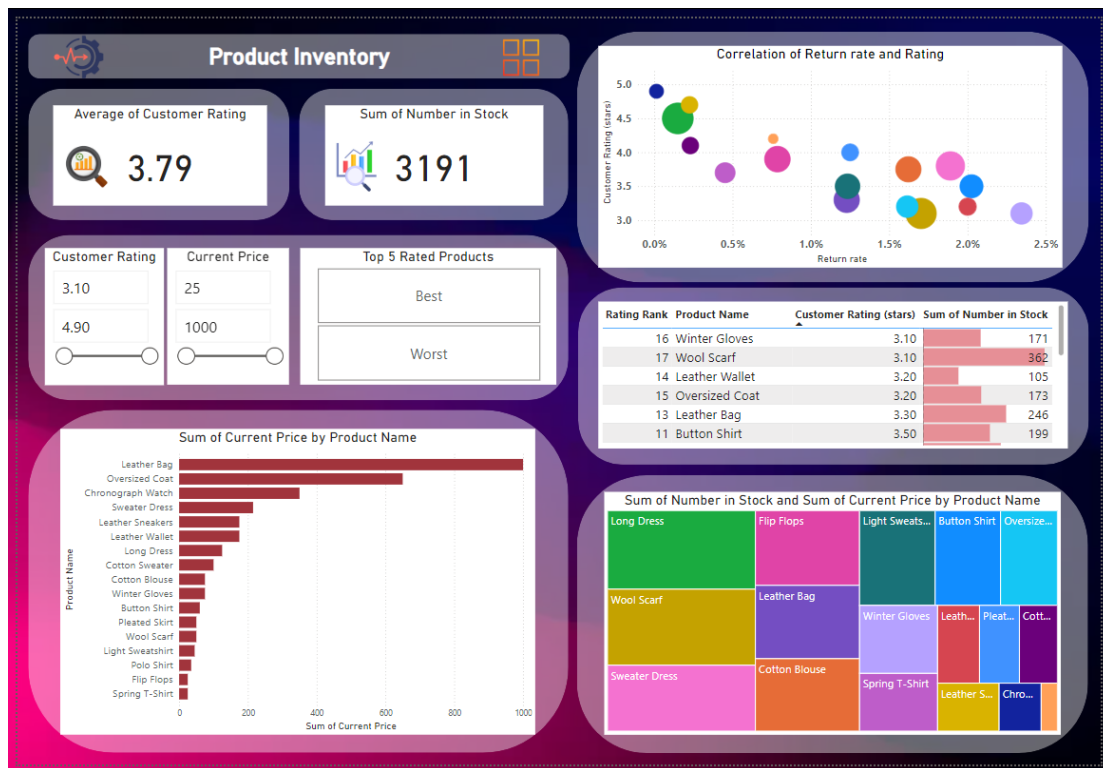 Product Inventory
Average of Customer Rating
3.79
Sum of Number in Stock
3191
Customer Rating
3.10
4.90
Current Price
25
1000
Top 5 Rated Products
Best
Worst
Sum of Current Price by Product Name
Product Name
Leather Bag
Oversized Coat
Chronograph Watch
Sweater Dress
Leather Sneakers
Leather Wallet
Long Dress
Cotton Sweater
Cotton Blouse
Winter Gloves
Button Shirt
Pleated Skirt
Wool Scarf
Light Sweatshirt
Polo Shirt
Flip Flops
Spring T-Shirt
0 200 400 600 800 1000
Sum of Current Price
Correlation of Return rate and Rating
Customer Rating (stars)
5.0
4.5
4.0
3.5
3.0
0.0% 0.5% 1.0% 1.5% 2.0% 2.5%
Return rate
Rating Rank Product Name Customer Rating (stars) Sum of Number in Stock
16 Winter Gloves 3.10 171
17 Wool Scarf 3.10 362
14 Leather Wallet 3.20 105
15 Oversized Coat 3.20 173
13 Leather Bag 3.30 246
11 Button Shirt 3.50 199
Sum of Number in Stock and Sum of Current Price by Product Name
Long Dress
Wool Scarf
Sweater Dress
Flip Flops
Leather Bag
Cotton Blouse
Light Sweats...
Button Shirt
Oversize...
Winter Gloves
Leath...
Pleat...
Cott...
Spring T-Shirt
Leather S...
Chro...